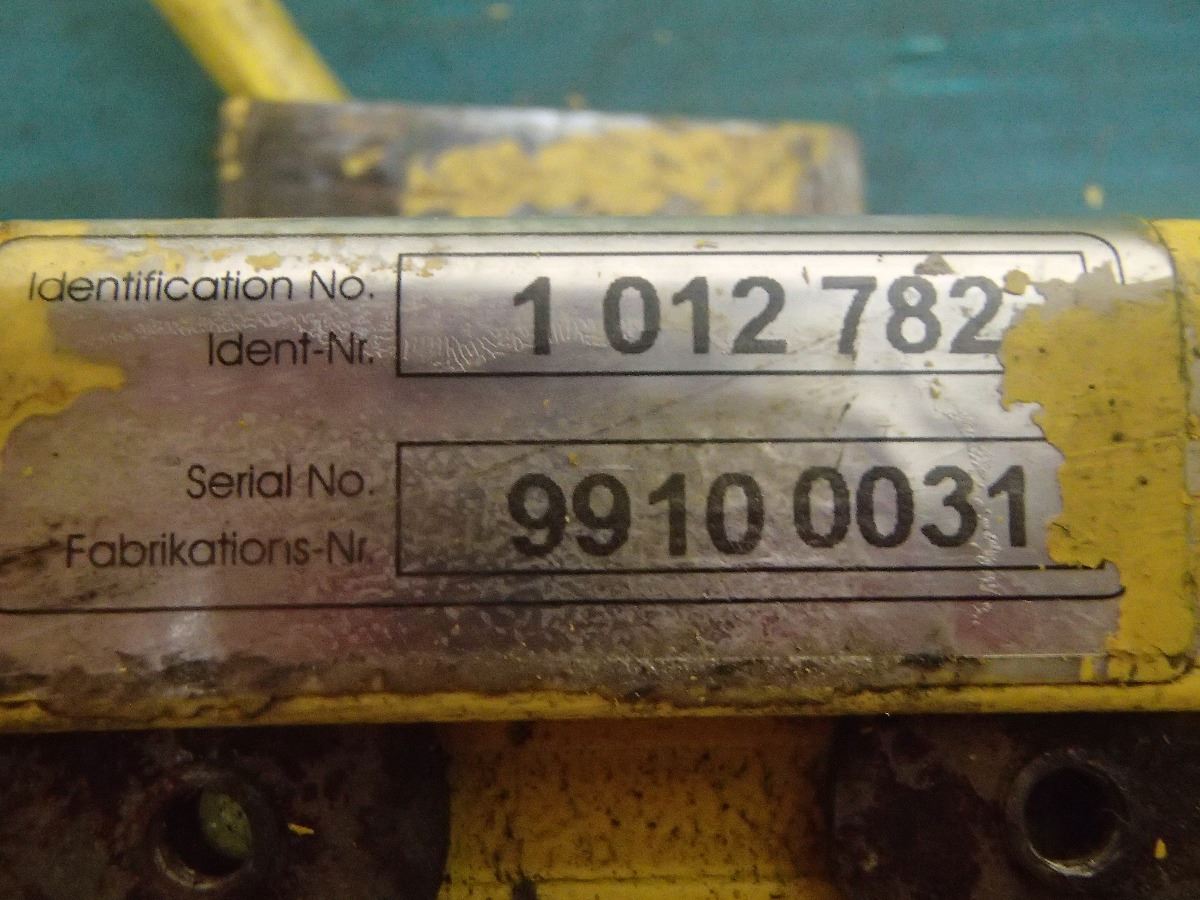 Identification No.
Ident-Nr.
1 012 782
Serial No.
Fabrikations-Nr.
9910 0031